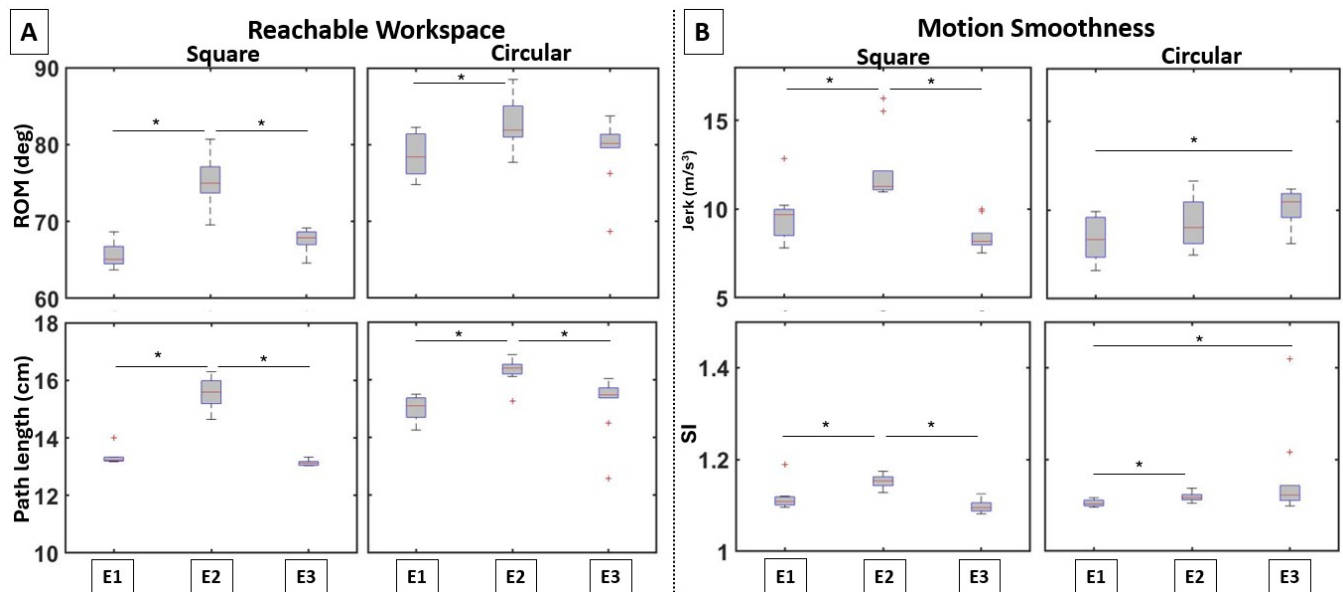 A
Reachable Workspace
Square
Circular
ROM (deg)
90
80
70
60
*
*
*
Path length (cm)
18
16
14
12
10
*
*
*
*
E1
E2
E3
E1
E2
E3
B
Motion Smoothness
Square
Circular
Jerk (m/s³)
15
10
5
*
*
*
SI
1.4
1.2
1
*
*
*
*
E1
E2
E3
E1
E2
E3